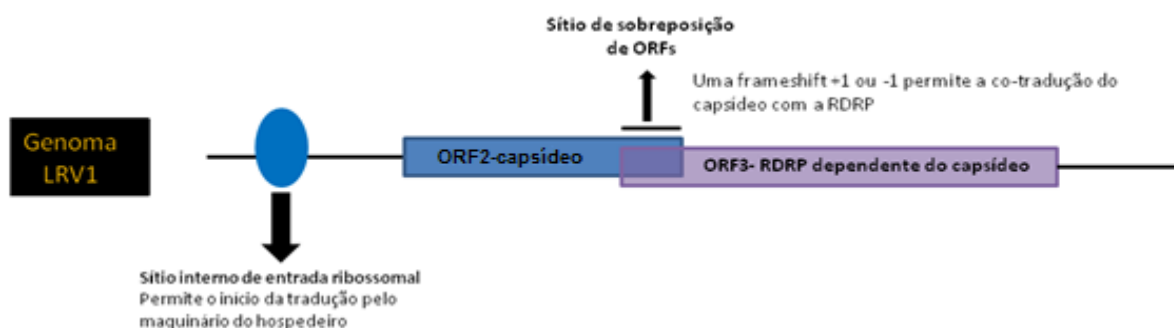 Sítio de sobreposição
de ORFs
Uma frameshift +1 ou -1 permite a co-tradução do
capsídeo com a RDRP
Genoma
LRV1
ORF2-capsídeo
ORF3- RDRP dependente do capsídeo
Sítio interno de entrada ribossomal
Permite o início da tradução pelo
maquinário do hospedeiro